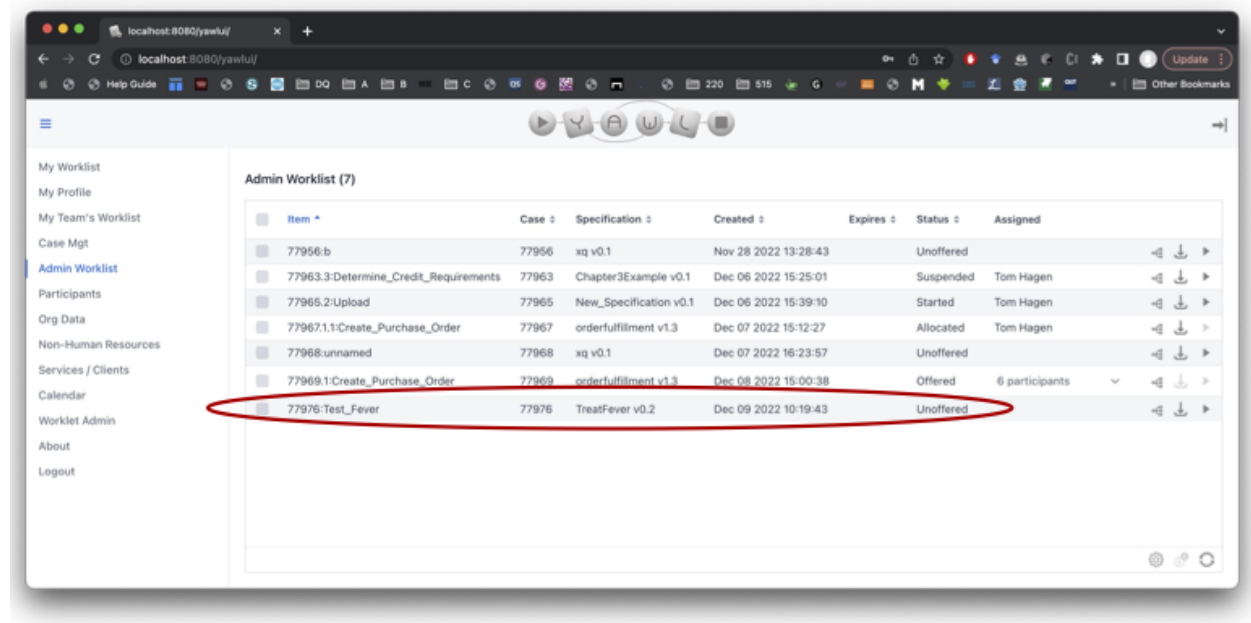 localhost:8080/yawlui/
localhost:8080/yawlui/ Update
Help Guide DQ A B C 220 515 G M Other Bookmarks
YAWL
My Worklist
My Profile
My Team's Worklist
Case Mgt
Admin Worklist
Participants
Org Data
Non-Human Resources
Services / Clients
Calendar
Worklet Admin
About
Logout
Admin Worklist (7)
Item Case Specification Created Expires Status Assigned
77956:b 77956 xq v0.1 Nov 28 2022 13:28:43 Unoffered
77963.3:Determine_Credit_Requirements 77963 Chapter3Example v0.1 Dec 06 2022 15:25:01 Suspended Tom Hagen
77965.2:Upload 77965 New_Specification v0.1 Dec 06 2022 15:39:10 Started Tom Hagen
77967.1.1:Create_Purchase_Order 77967 orderfulfillment v1.3 Dec 07 2022 15:12:27 Allocated Tom Hagen
77968:unnamed 77968 xq v0.1 Dec 07 2022 16:23:57 Unoffered
77969.1:Create_Purchase_Order 77969 orderfulfillment v1.3 Dec 08 2022 15:00:38 Offered 6 participants
77976:Test_Fever 77976 TreatFever v0.2 Dec 09 2022 10:19:43 Unoffered